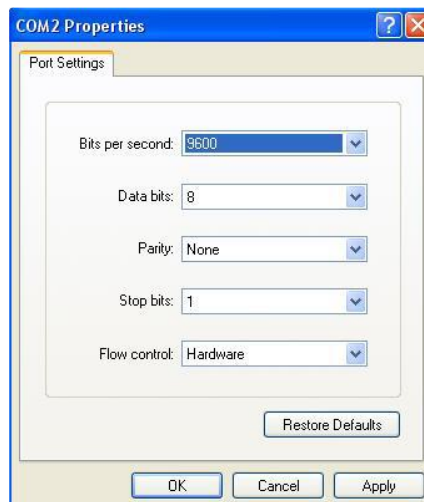 COM2 Properties
Port Settings
Bits per second: 9600
Data bits: 8
Parity: None
Stop bits: 1
Flow control: Hardware
Restore Defaults
OK Cancel Apply